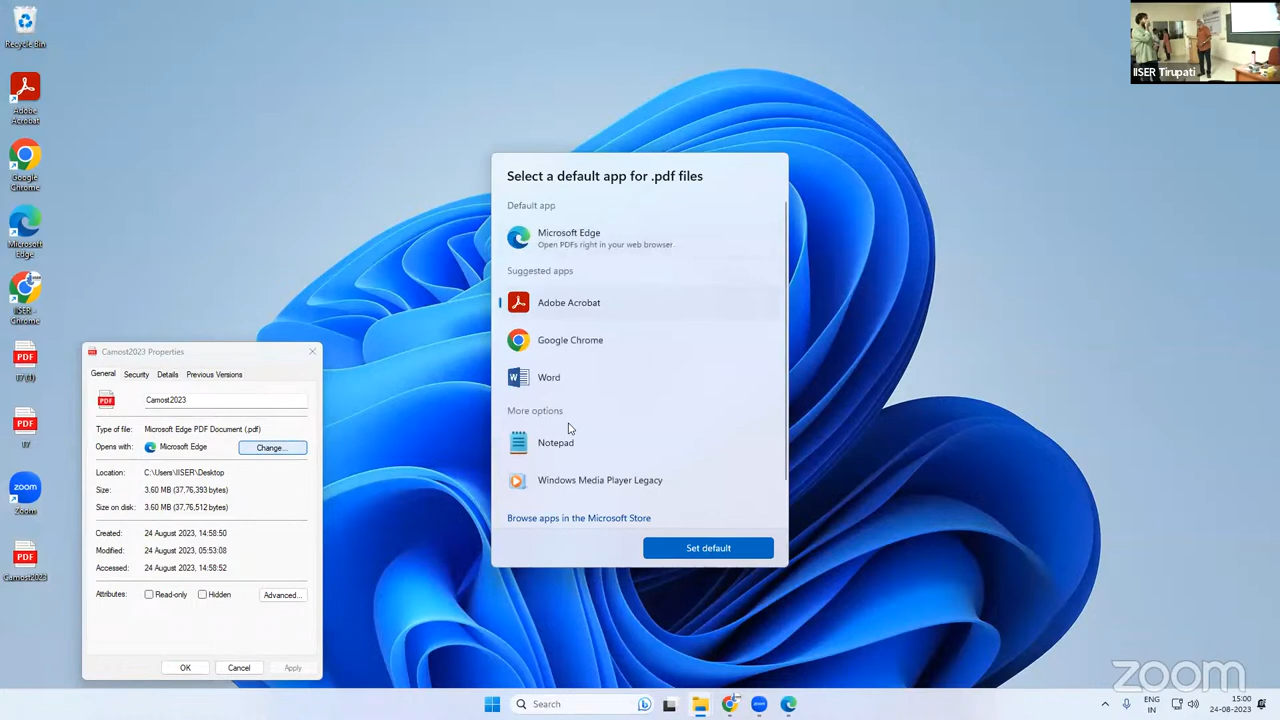 Recycle Bin
Adobe
Acrobat
Google
Chrome
Microsoft
Edge
IISER -
Chrome
17 (1)
17
zoom
Zoom
Camost2023
IISER Tirupati
Select a default app for .pdf files
Default app
Microsoft Edge
Open PDFs right in your web browser.
Suggested apps
Adobe Acrobat
Google Chrome
Word
More options
Notepad
Windows Media Player Legacy
Browse apps in the Microsoft Store
Set default
Camost2023 Properties
General Security Details Previous Versions
PDF
Camost2023
Type of file: Microsoft Edge PDF Document (.pdf)
Opens with: Microsoft Edge Change...
Location: C:\Users\IISER\Desktop
Size: 3.60 MB (37,76,393 bytes)
Size on disk: 3.60 MB (37,76,512 bytes)
Created: 24 August 2023, 14:58:50
Modified: 24 August 2023, 05:53:08
Accessed: 24 August 2023, 14:58:52
Attributes: Read-only Hidden Advanced...
OK Cancel Apply
zoom
Search
ENG
IN
15:00
24-08-2023